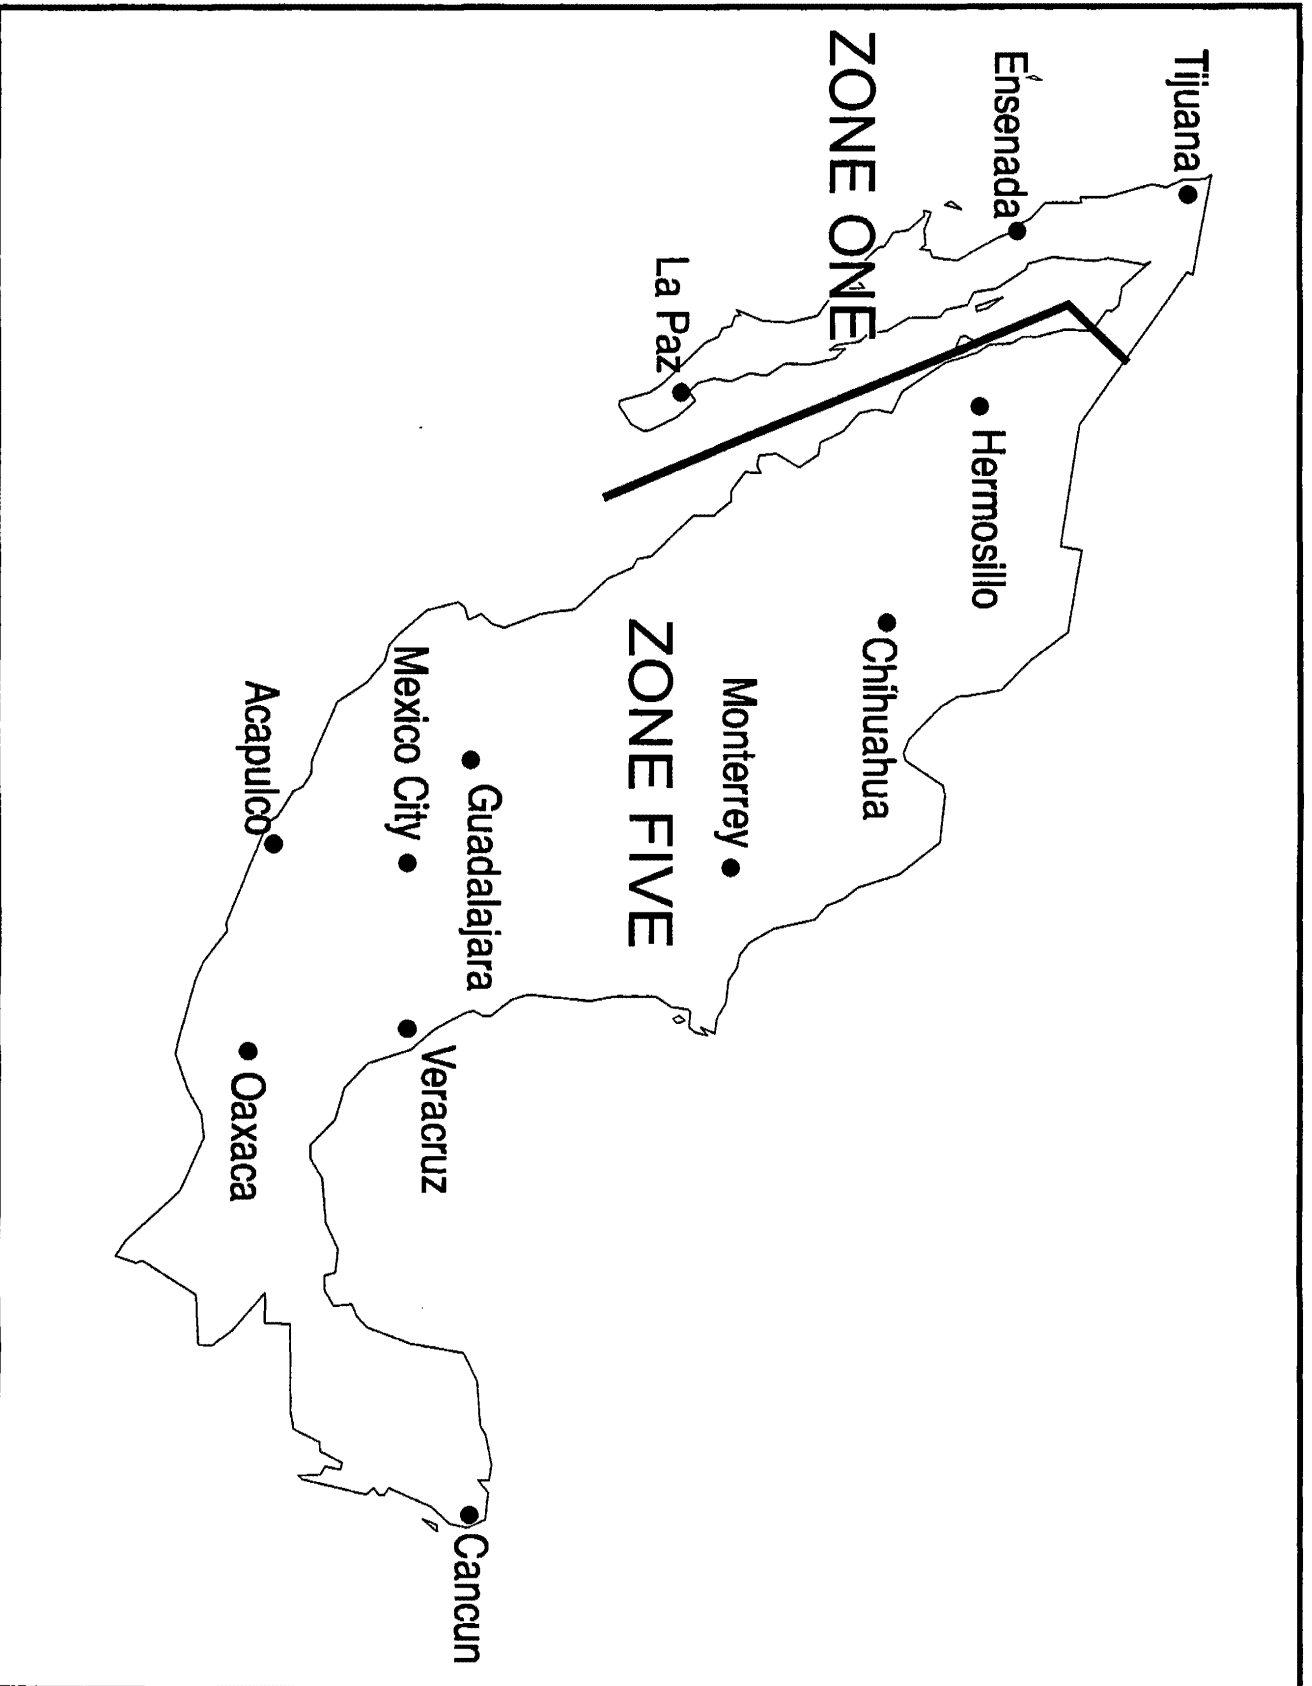 Tijuana
Ensenada
Hermosillo
Chihuahua
ZONE ONE
Monterrey
La Paz
ZONE FIVE
Guadalajara
Mexico City
Veracruz
Cancun
Acapulco
Oaxaca